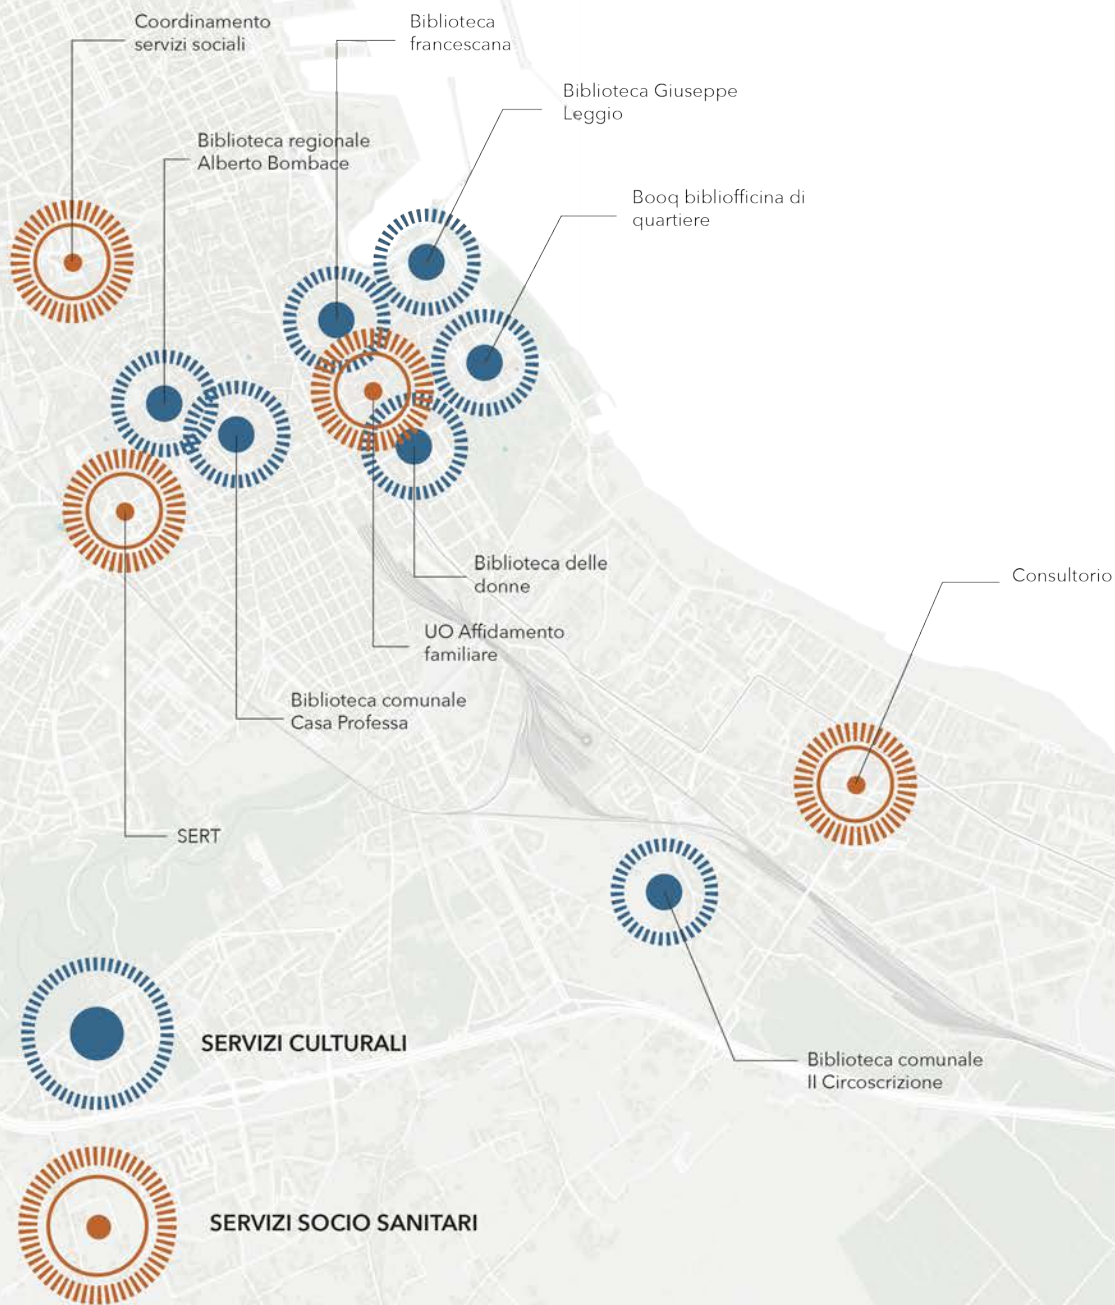 Coordinamento
servizi sociali
Biblioteca
francescana
Biblioteca Giuseppe
Leggio
Biblioteca regionale
Alberto Bombace
Booq bibliofficina di
quartiere
Biblioteca delle
donne
Consultorio
UO Affidamento
familiare
Biblioteca comunale
Casa Professa
SERT
SERVIZI CULTURALI
Biblioteca comunale
II Circoscrizione
SERVIZI SOCIO SANITARI